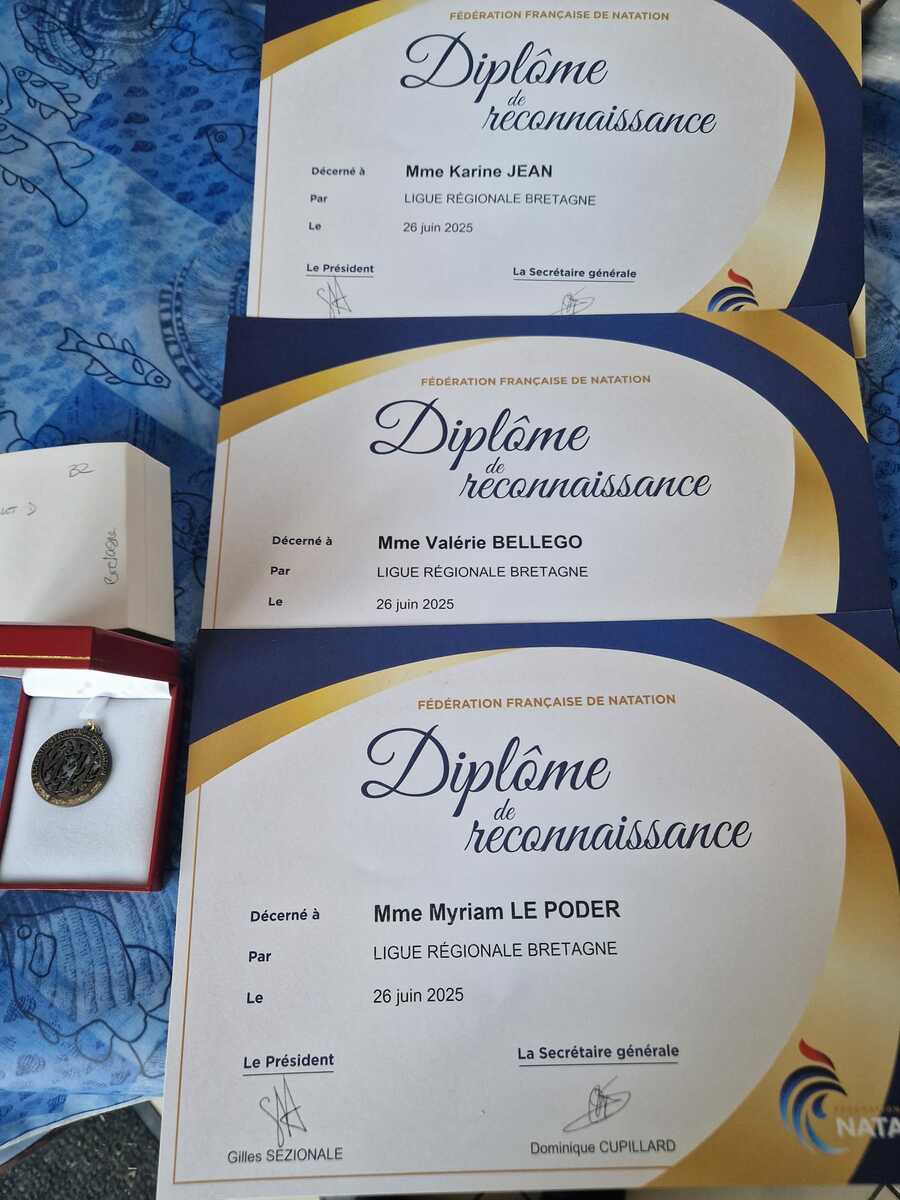 FÉDÉRATION FRANÇAISE DE NATATION
Diplôme
de
reconnaissance
Décerné à Mme Karine JEAN
Par LIGUE RÉGIONALE BRETAGNE
Le 26 juin 2025
Le Président La Secrétaire générale
FÉDÉRATION FRANÇAISE DE NATATION
Diplôme
de
reconnaissance
Décerné à Mme Valérie BELLEGO
Par LIGUE RÉGIONALE BRETAGNE
Le 26 juin 2025
B2
Bretagne
FÉDÉRATION FRANÇAISE DE NATATION
Diplôme
de
reconnaissance
Décerné à Mme Myriam LE PODER
Par LIGUE RÉGIONALE BRETAGNE
Le 26 juin 2025
Le Président La Secrétaire générale
Gilles SEZIONALE Dominique CUPILLARD
FÉDÉRATION
NATA